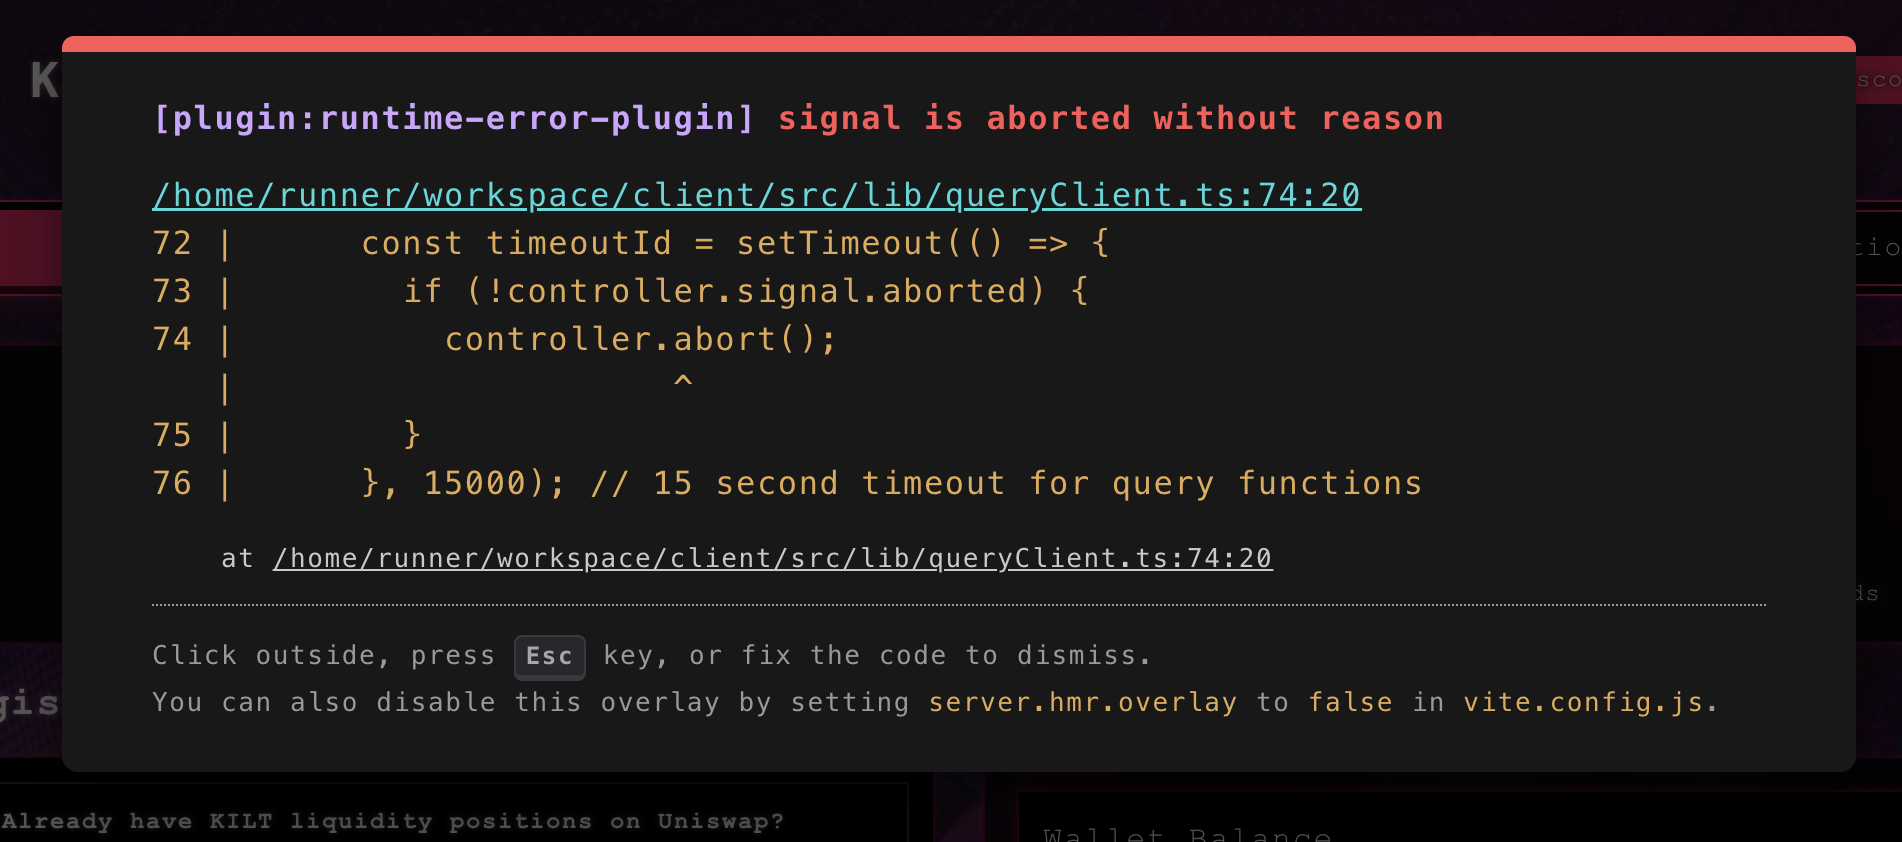 K
sco
[plugin:runtime-error-plugin] signal is aborted without reason
/home/runner/workspace/client/src/lib/queryClient.ts:74:20
72 |      const timeoutId = setTimeout(() => {
tio
73 |        if (!controller.signal.aborted) {
74 |          controller.abort();
   |                     ^
75 |        }
76 |      }, 15000); // 15 second timeout for query functions
at /home/runner/workspace/client/src/lib/queryClient.ts:74:20
ds
Click outside, press Esc key, or fix the code to dismiss.
You can also disable this overlay by setting server.hmr.overlay to false in vite.config.js.
gis
Already have KILT liquidity positions on Uniswap?
Wallet Balance